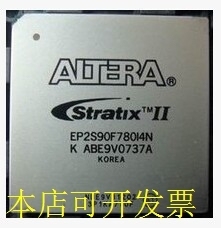 ALTERA®
Stratix™II
EP2S90F780I4N
K ABE9V0737A
KOREA
本店可开发票